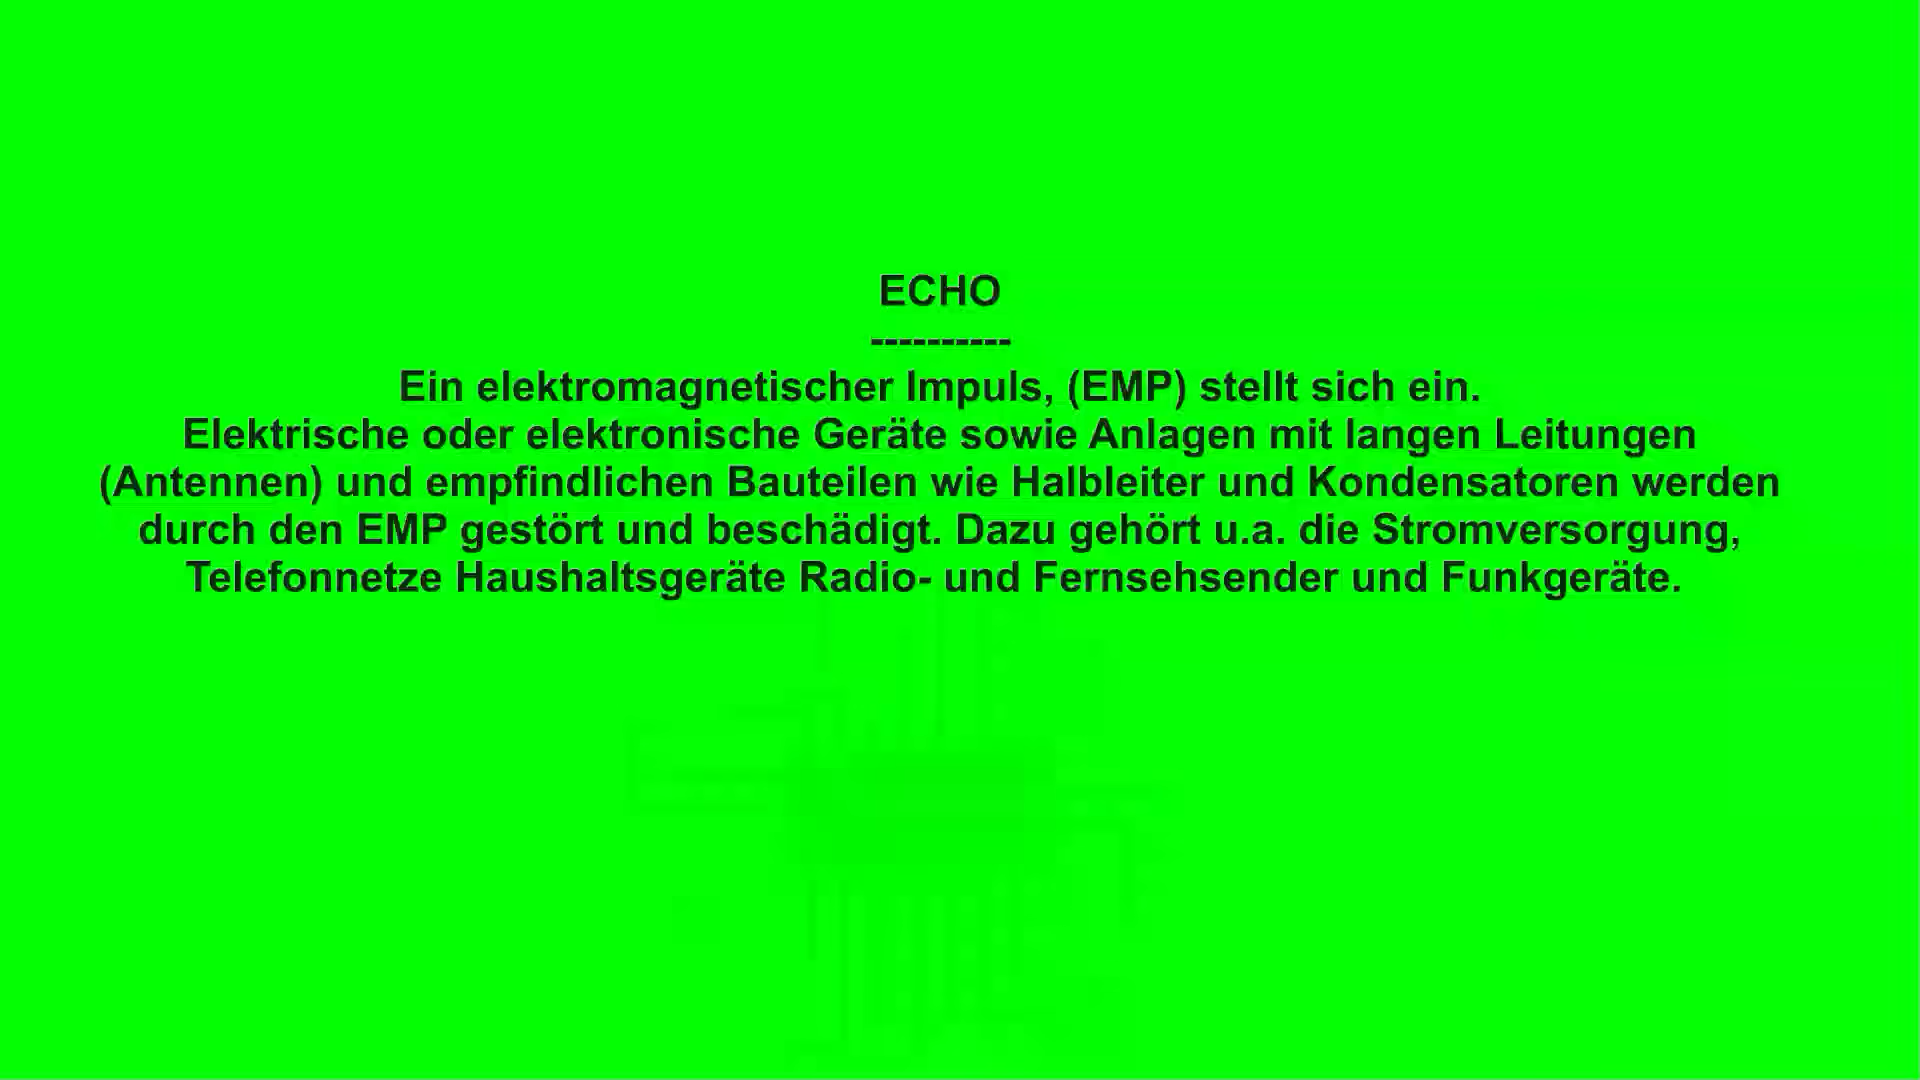 ECHO
----------
Ein elektromagnetischer Impuls, (EMP) stellt sich ein.
Elektrische oder elektronische Geräte sowie Anlagen mit langen Leitungen
(Antennen) und empfindlichen Bauteilen wie Halbleiter und Kondensatoren werden
durch den EMP gestört und beschädigt. Dazu gehört u.a. die Stromversorgung,
Telefonnetze Haushaltsgeräte Radio- und Fernsehsender und Funkgeräte.